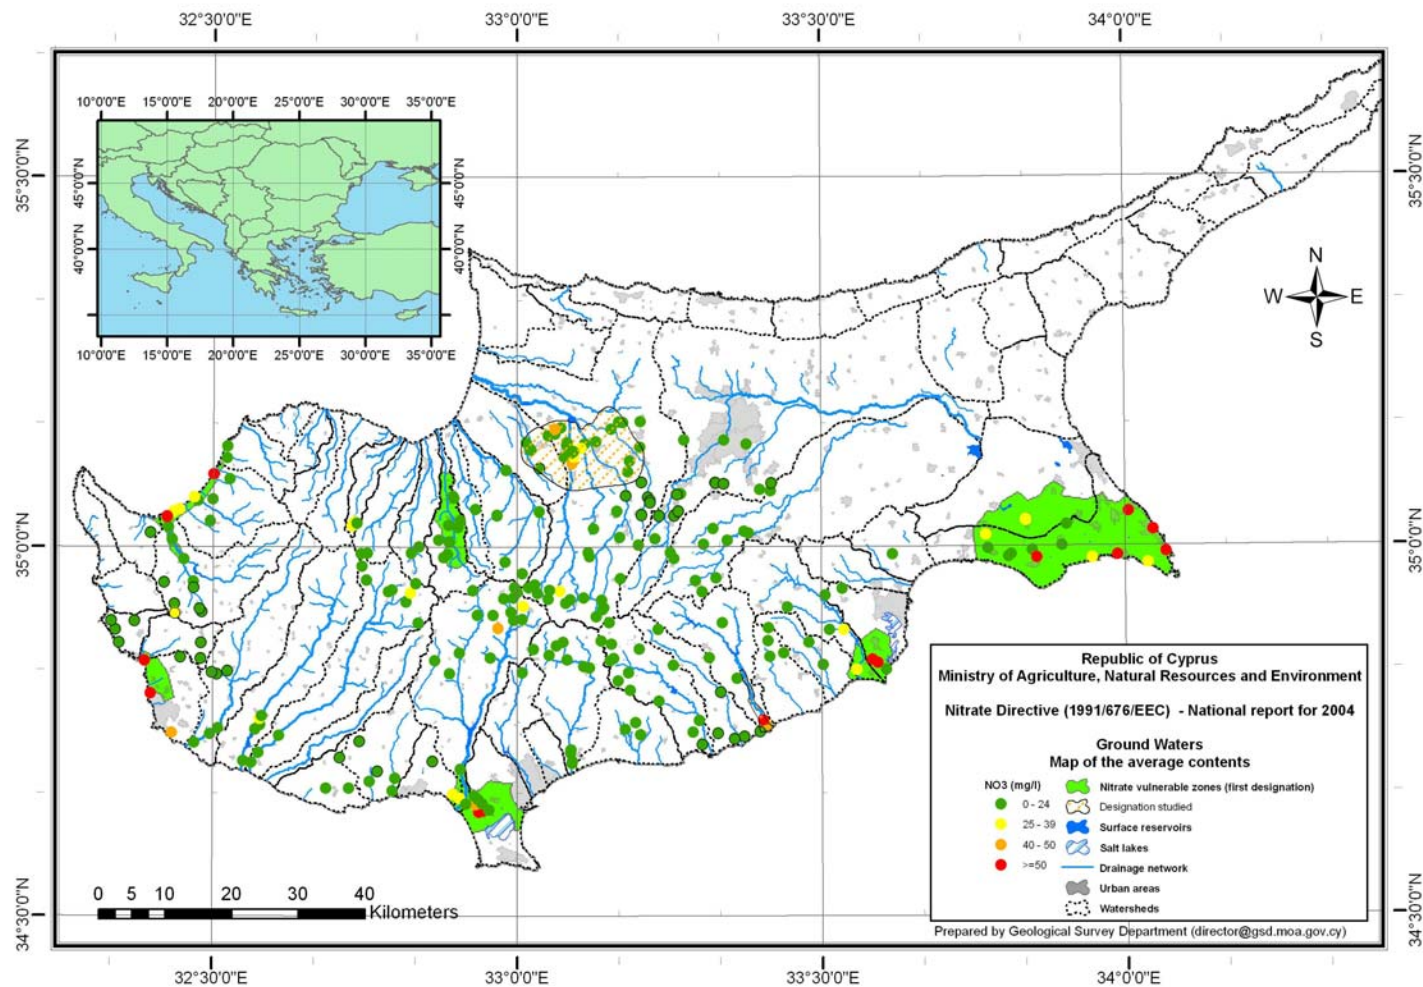 32°30'0"E 33°0'0"E 33°30'0"E 34°0'0"E
10°0'0"E 15°0'0"E 20°0'0"E 25°0'0"E 30°0'0"E 35°0'0"E
45°0'0"N 45°0'0"N
40°0'0"N 40°0'0"N
10°0'0"E 15°0'0"E 20°0'0"E 25°0'0"E 30°0'0"E 35°0'0"E
35°30'0"N 35°30'0"N
N
W E
S
35°0'0"N 35°0'0"N
Republic of Cyprus
Ministry of Agriculture, Natural Resources and Environment
Nitrate Directive (1991/676/EEC) - National report for 2004
Ground Waters
Map of the average contents
NO3 (mg/l)
0 - 24
25 - 39
40 - 50
>=50
Nitrate vulnerable zones (first designation)
Designation studied
Surface reservoirs
Salt lakes
Drainage network
Urban areas
Watersheds
0 5 10 20 30 40
Kilometers
34°30'0"N 34°30'0"N
Prepared by Geological Survey Department (director@gsd.moa.gov.cy)
32°30'0"E 33°0'0"E 33°30'0"E 34°0'0"E